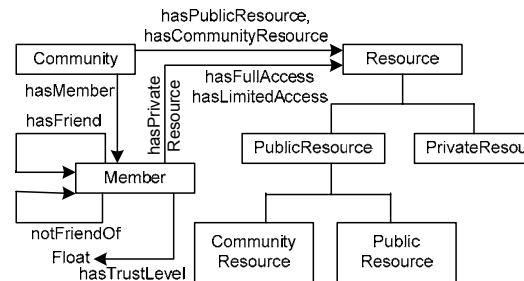 hasPublicResource,
hasCommunityResource
Community
Resource
hasMember
hasPrivate
Resource
hasFullAccess
hasLimitedAccess
hasFriend
PublicResource
PrivateResou
Member
notFriendOf
Community
Resource
Public
Resource
Float
hasTrustLevel